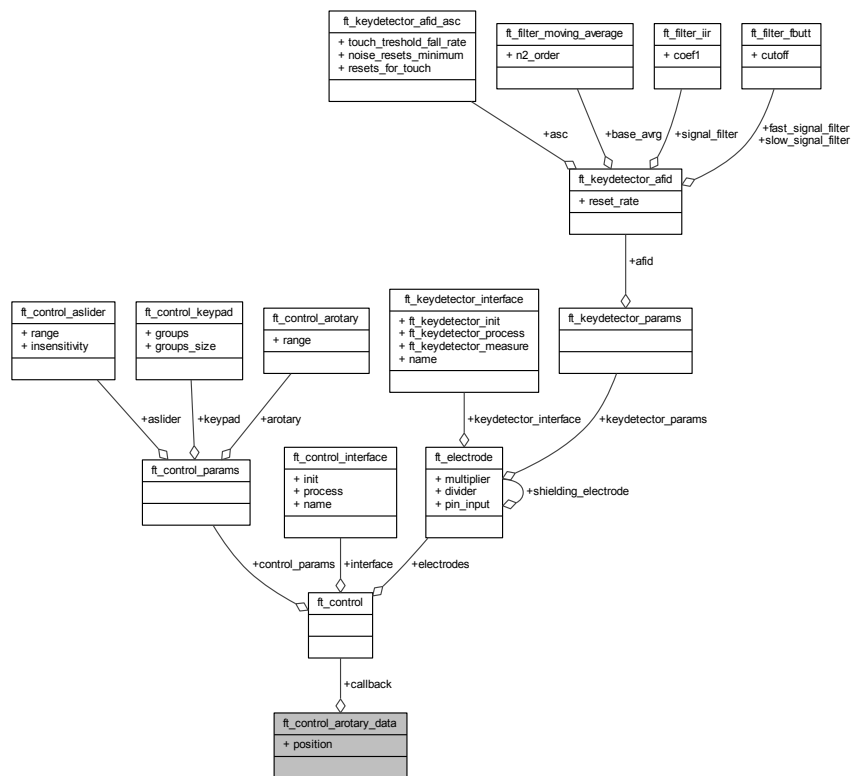 ft_keydetector_afid_asc
+ touch_treshold_fall_rate
+ noise_resets_minimum
+ resets_for_touch
ft_filter_moving_average
+ n2_order
ft_filter_iir
+ coef1
ft_filter_fbutt
+ cutoff
+asc
+base_avrg
+signal_filter
+fast_signal_filter
+slow_signal_filter
ft_keydetector_afid
+ reset_rate
+afid
ft_control_aslider
+ range
+ insensitivity
ft_control_keypad
+ groups
+ groups_size
ft_control_arotary
+ range
ft_keydetector_interface
+ ft_keydetector_init
+ ft_keydetector_process
+ ft_keydetector_measure
+ name
ft_keydetector_params
+aslider
+keypad
+arotary
+keydetector_interface
+keydetector_params
ft_control_params
ft_control_interface
+ init
+ process
+ name
ft_electrode
+ multiplier
+ divider
+ pin_input
+shielding_electrode
+control_params
+interface
+electrodes
ft_control
+callback
ft_control_arotary_data
+ position